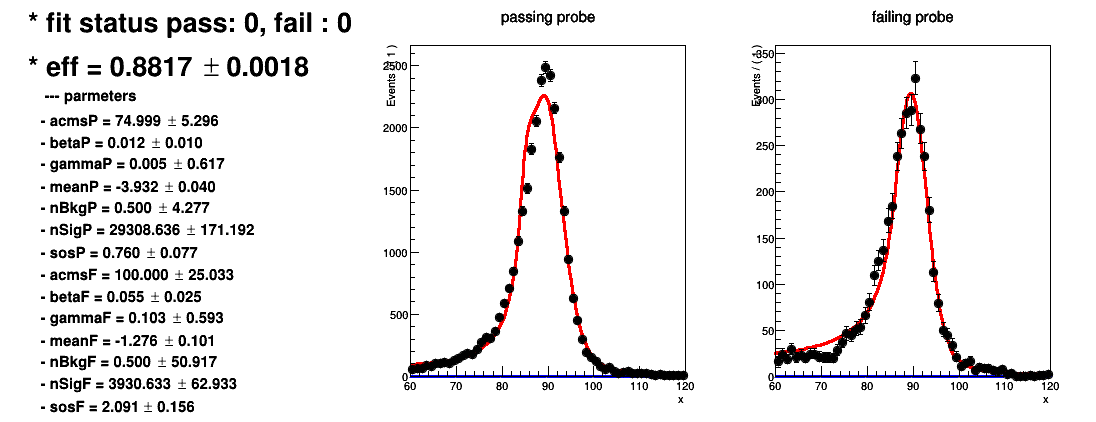 * fit status pass: 0, fail : 0
* eff = 0.8817 ± 0.0018
--- parmeters
- acmsP = 74.999 ± 5.296
- betaP = 0.012 ± 0.010
- gammaP = 0.005 ± 0.617
- meanP = -3.932 ± 0.040
- nBkgP = 0.500 ± 4.277
- nSigP = 29308.636 ± 171.192
- sosP = 0.760 ± 0.077
- acmsF = 100.000 ± 25.033
- betaF = 0.055 ± 0.025
- gammaF = 0.103 ± 0.593
- meanF = -1.276 ± 0.101
- nBkgF = 0.500 ± 50.917
- nSigF = 3930.633 ± 62.933
- sosF = 2.091 ± 0.156
passing probe
Events / ( 1 )
2500
2000
1500
1000
500
0
60 70 80 90 100 110 120
x
failing probe
Events / ( 1 )
350
300
250
200
150
100
50
0
60 70 80 90 100 110 120
x